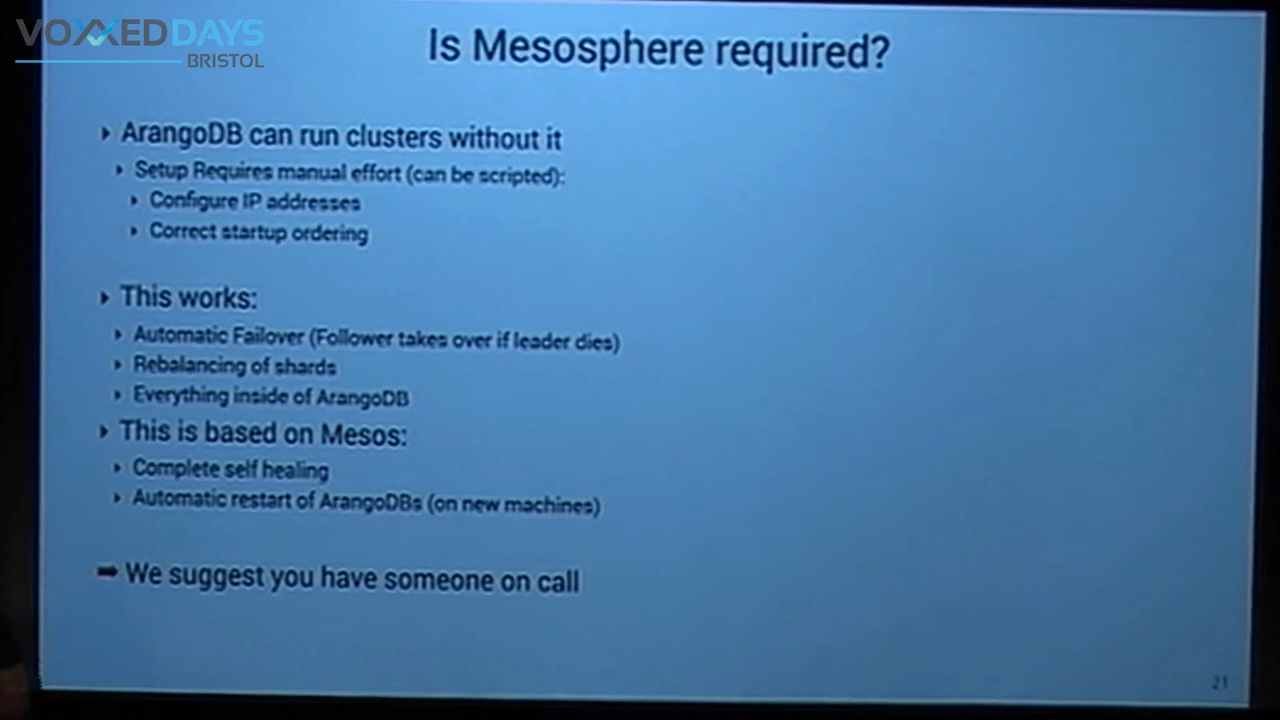 VOXXED DAYS
BRISTOL
Is Mesosphere required?
ArangoDB can run clusters without it
Setup Requires manual effort (can be scripted):
Configure IP addresses
Correct startup ordering
This works:
Automatic Failover (Follower takes over if leader dies)
Rebalancing of shards
Everything inside of ArangoDB
This is based on Mesos:
Complete self healing
Automatic restart of ArangoDBs (on new machines)
➡ We suggest you have someone on call
21